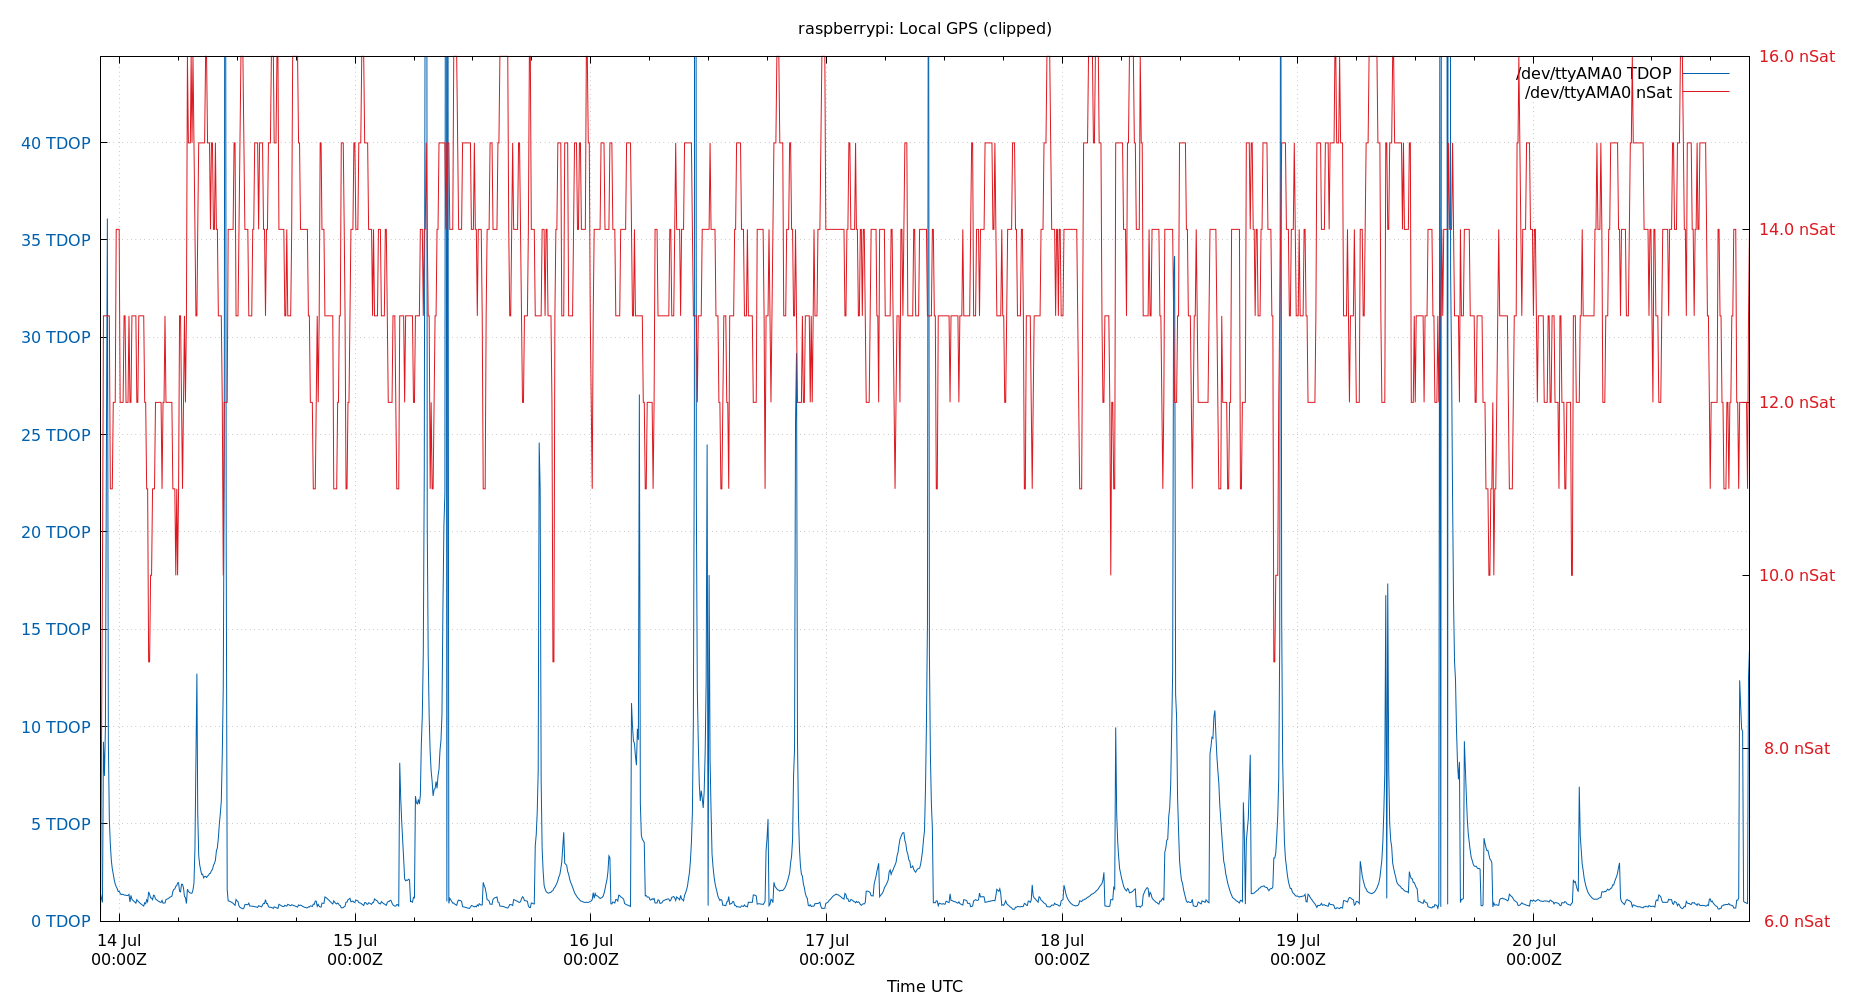 raspberrypi: Local GPS (clipped)
16.0 nSat
/dev/ttyAMA0 TDOP
/dev/ttyAMA0 nSat
40 TDOP
35 TDOP
14.0 nSat
30 TDOP
12.0 nSat
25 TDOP
20 TDOP
10.0 nSat
15 TDOP
10 TDOP
8.0 nSat
5 TDOP
0 TDOP
6.0 nSat
14 Jul 15 Jul 16 Jul 17 Jul 18 Jul 19 Jul 20 Jul
00:00Z 00:00Z 00:00Z 00:00Z 00:00Z 00:00Z 00:00Z
Time UTC